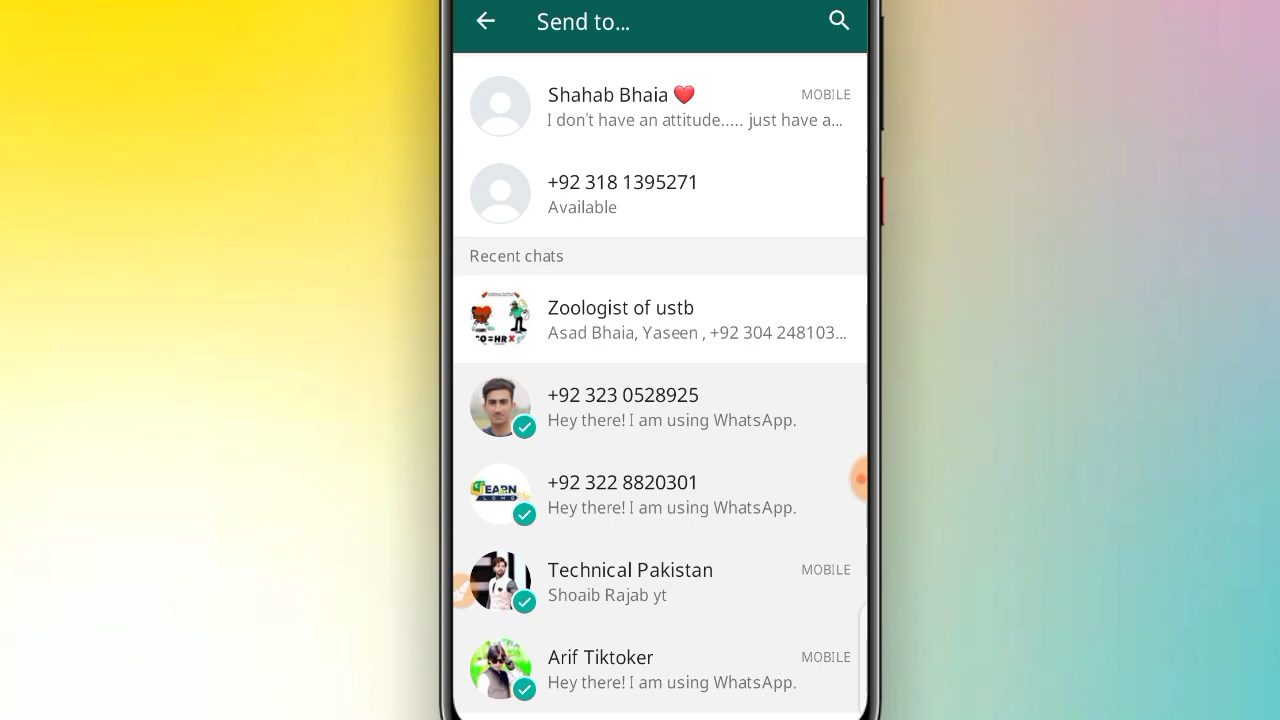 Send to...
Shahab Bhaia ❤️
MOBILE
I don't have an attitude..... just have a...
+92 318 1395271
Available
Recent chats
Zoologist of ustb
Asad Bhaia, Yaseen , +92 304 248103...
+92 323 0528925
Hey there! I am using WhatsApp.
EARN
+92 322 8820301
Hey there! I am using WhatsApp.
Technical Pakistan
MOBILE
Shoaib Rajab yt
Arif Tiktoker
MOBILE
Hey there! I am using WhatsApp.